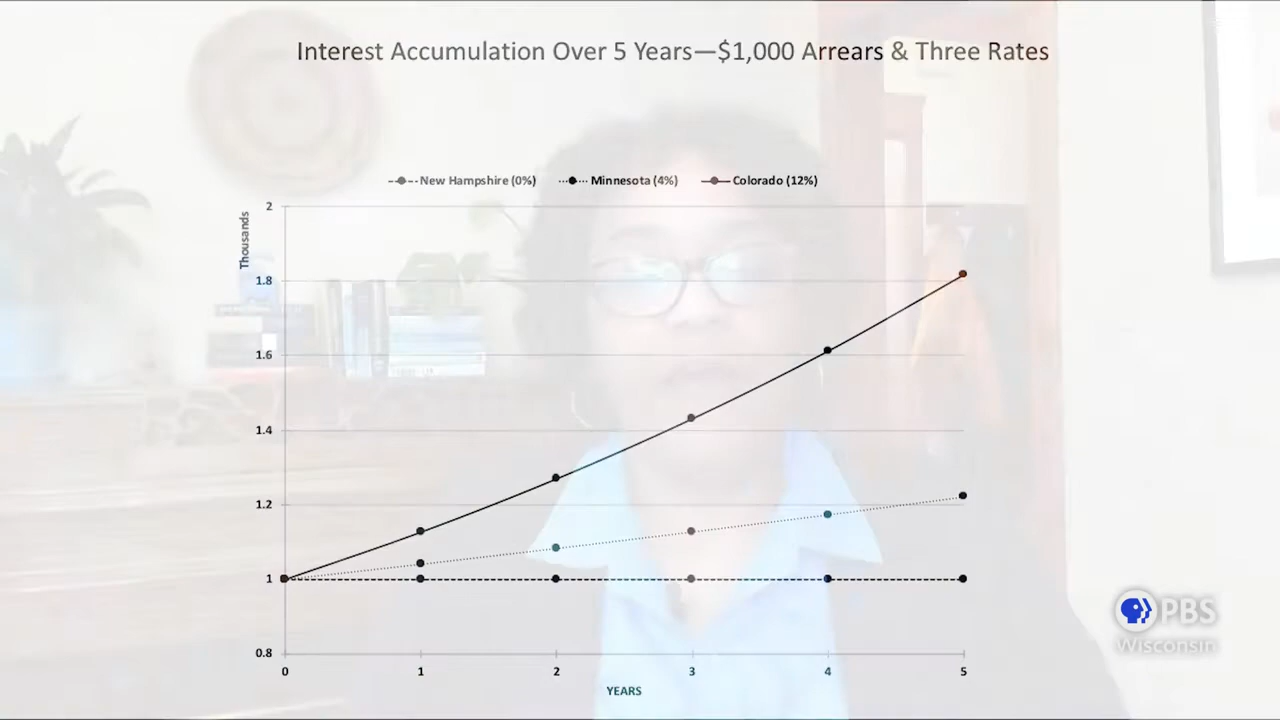 Interest Accumulation Over 5 Years—$1,000 Arrears & Three Rates
New Hampshire (0%) Minnesota (4%) Colorado (12%)
Thousands
2
1.8
1.6
1.4
1.2
1
0.8
0 1 2 3 4 5
YEARS
PBS
Wisconsin